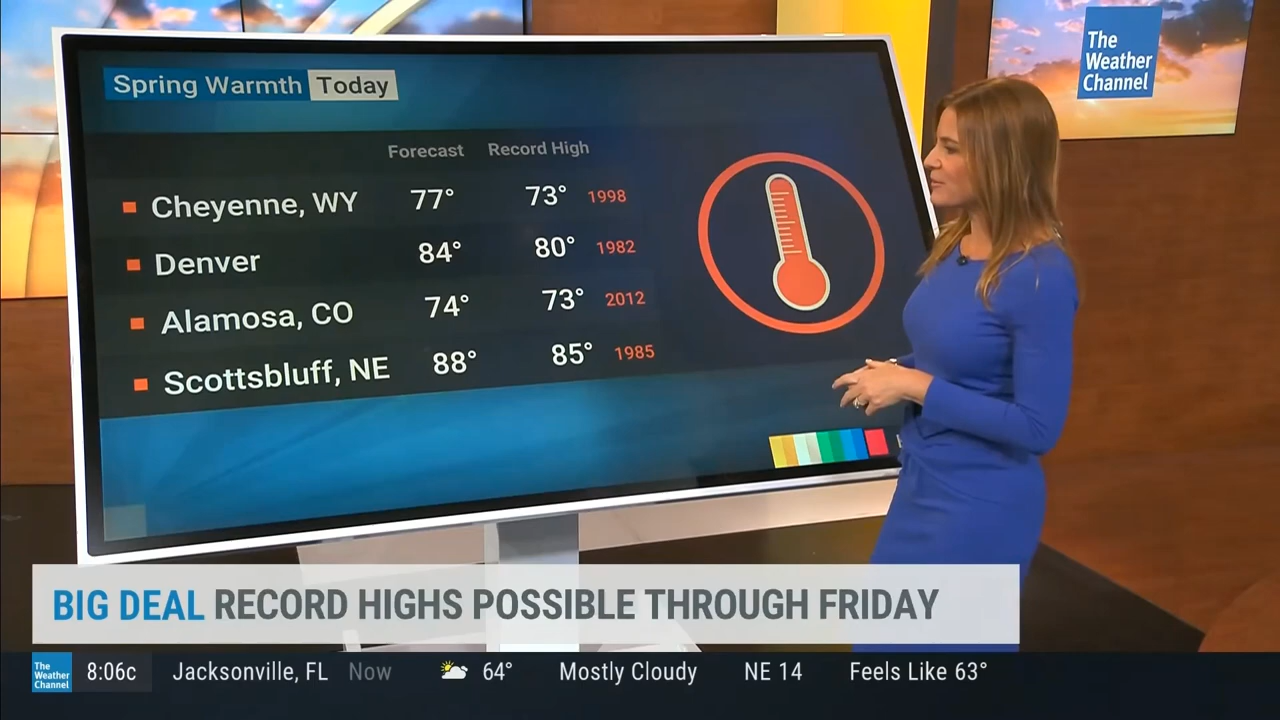 The
Weather
Channel
Spring Warmth Today
Forecast Record High
Cheyenne, WY 77° 73° 1998
Denver 84° 80° 1982
Alamosa, CO 74° 73° 2012
Scottsbluff, NE 88° 85° 1985
BIG DEAL RECORD HIGHS POSSIBLE THROUGH FRIDAY
The
Weather
Channel
8:06c Jacksonville, FL Now 64° Mostly Cloudy NE 14 Feels Like 63°